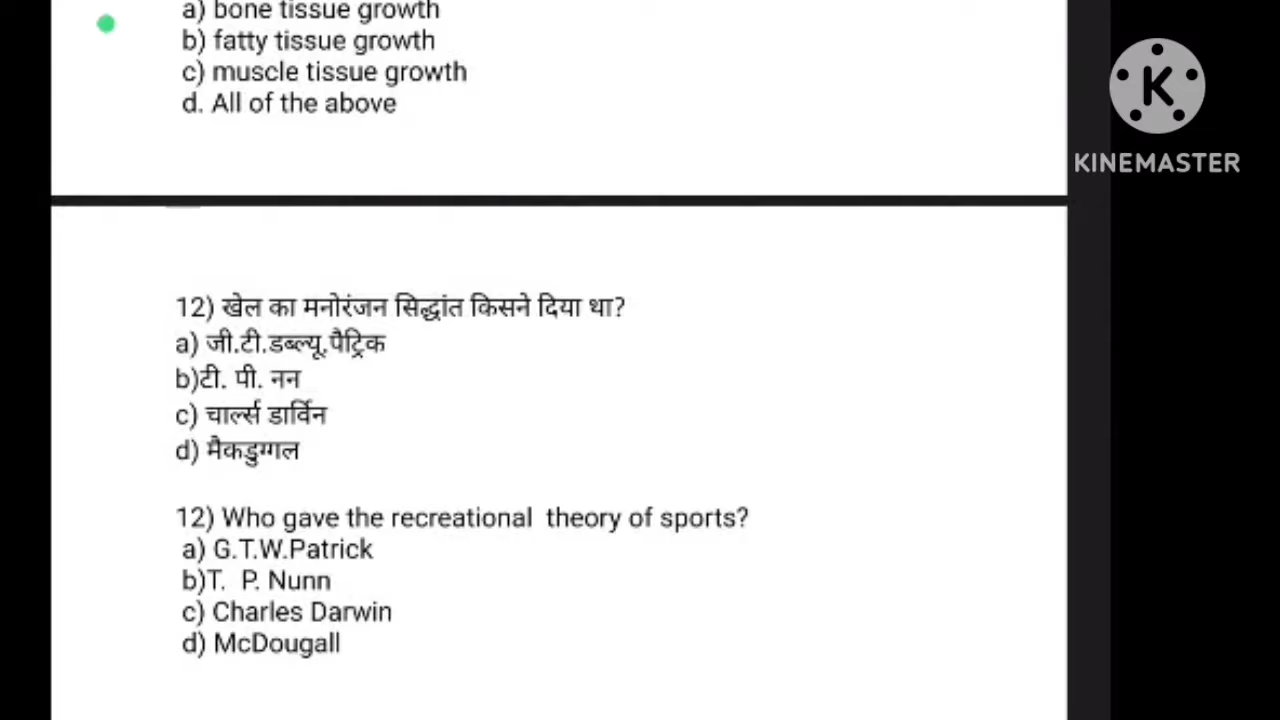 a) bone tissue growth
b) fatty tissue growth
c) muscle tissue growth
d. All of the above
K
KINEMASTER
12) खेल का मनोरंजन सिद्धांत किसने दिया था?
a) जी.टी.डब्ल्यू.पैट्रिक
b)टी. पी. नन
c) चार्ल्स डार्विन
d) मैकडुग्गल
12) Who gave the recreational theory of sports?
a) G.T.W.Patrick
b)T. P. Nunn
c) Charles Darwin
d) McDougall